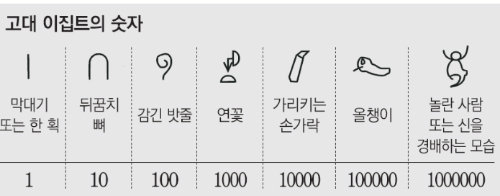 고대 이집트의 숫자
막대기
또는 한 획
뒤꿈치
뼈
감긴 밧줄
연꽃
가리키는
손가락
올챙이
놀란 사람
또는 신을
경배하는 모습
1 10 100 1000 10000 100000 1000000